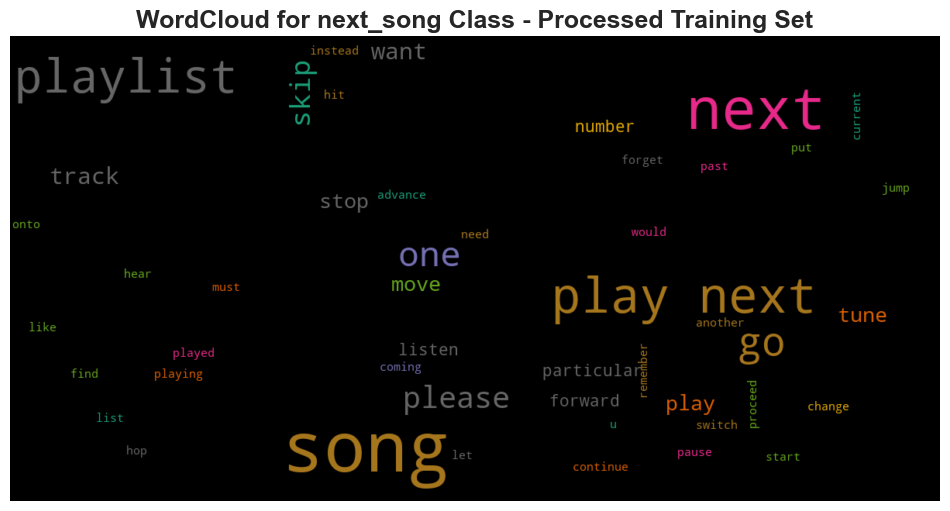 WordCloud for next_song Class - Processed Training Set
playlist
skip
instead
want
hit
next
current
number
put
forget
past
track
jump
advance
stop
onto
need
would
one
hear
move
must
play next
tune
like
another
go
played
listen
coming
find
playing
particular
remember
please
forward
play
proceed
change
list
u
switch
song
hop
let
pause
start
continue